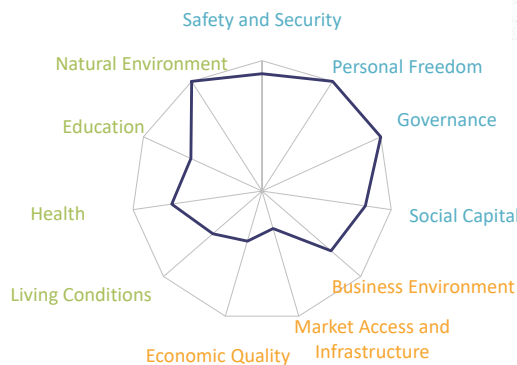 Safety and Security
Natural Environment
Personal Freedom
Governance
Education
Health
Social Capital
Living Conditions
Business Environment
Market Access and
Infrastructure
Economic Quality